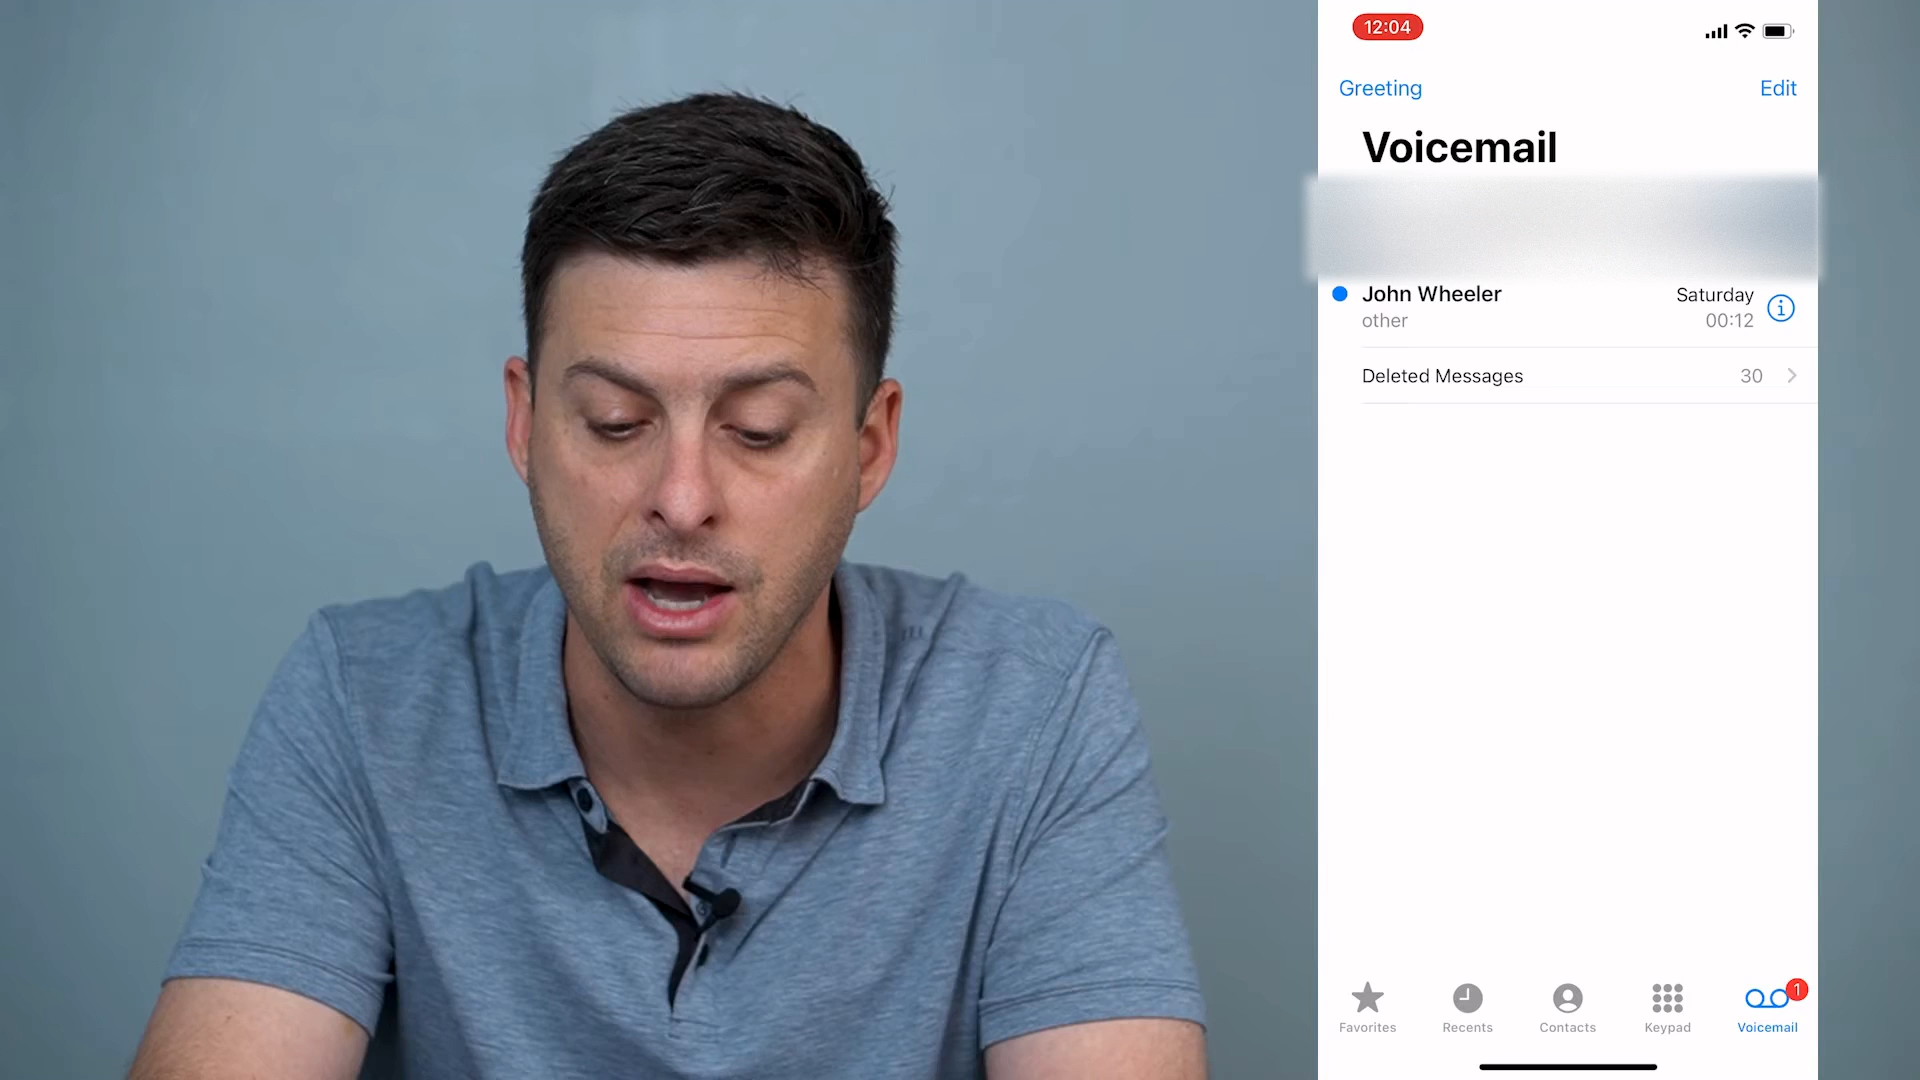 12:04
Greeting
Edit
Voicemail
John Wheeler
Saturday
other
00:12
Deleted Messages
30
1
Favorites
Recents
Contacts
Keypad
Voicemail